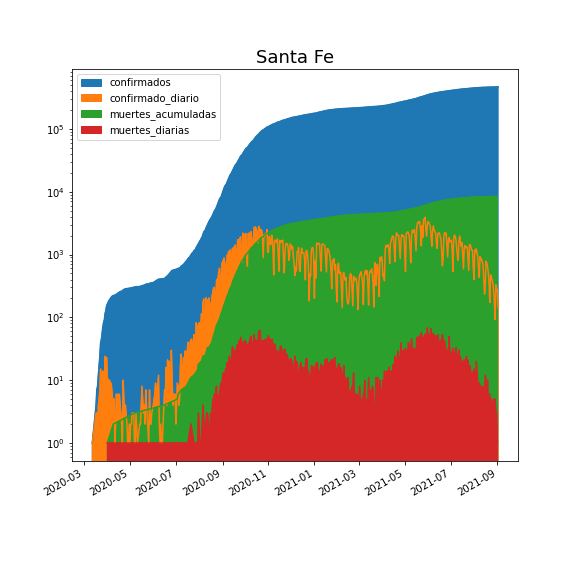 Santa Fe
confirmados
confirmado_diario
muertes_acumuladas
muertes_diarias
10^5
10^4
10^3
10^2
10^1
10^0
2020-03 2020-05 2020-07 2020-09 2020-11 2021-01 2021-03 2021-05 2021-07 2021-09